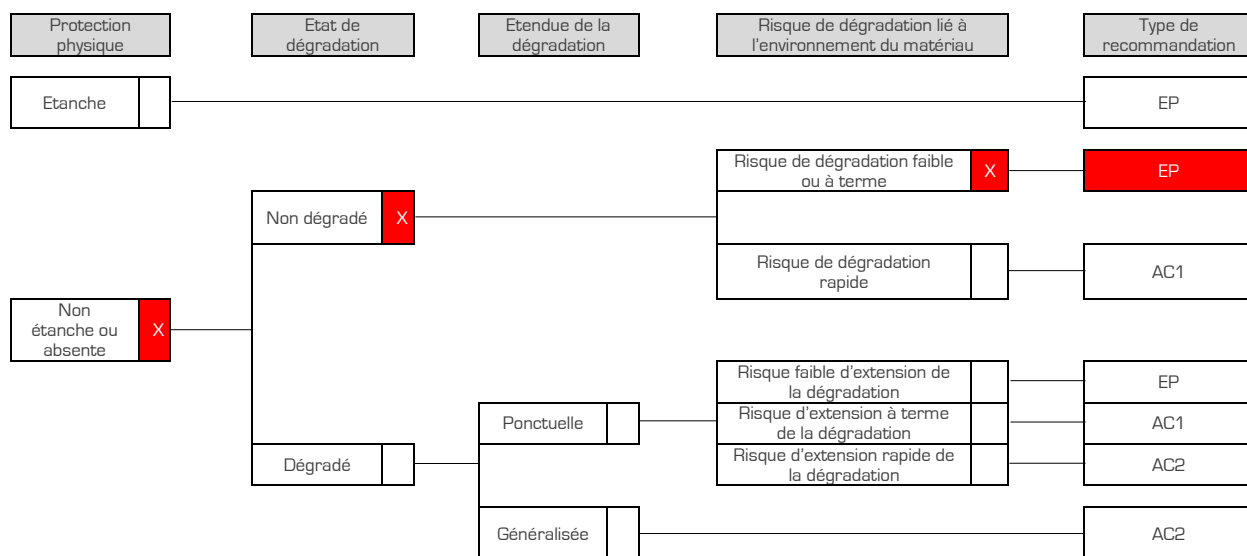 Protection
physique
Etat de
dégradation
Etendue de la
dégradation
Risque de dégradation lié à
l'environnement du matériau
Type de
recommandation
Etanche
EP
Risque de dégradation faible
ou à terme
X
EP
Non dégradé
X
Risque de dégradation
rapide
AC1
Non
étanche ou
absente
X
Risque faible d'extension de
la dégradation
EP
Ponctuelle
Risque d'extension à terme
de la dégradation
AC1
Dégradé
Risque d'extension rapide de
la dégradation
AC2
Généralisée
AC2